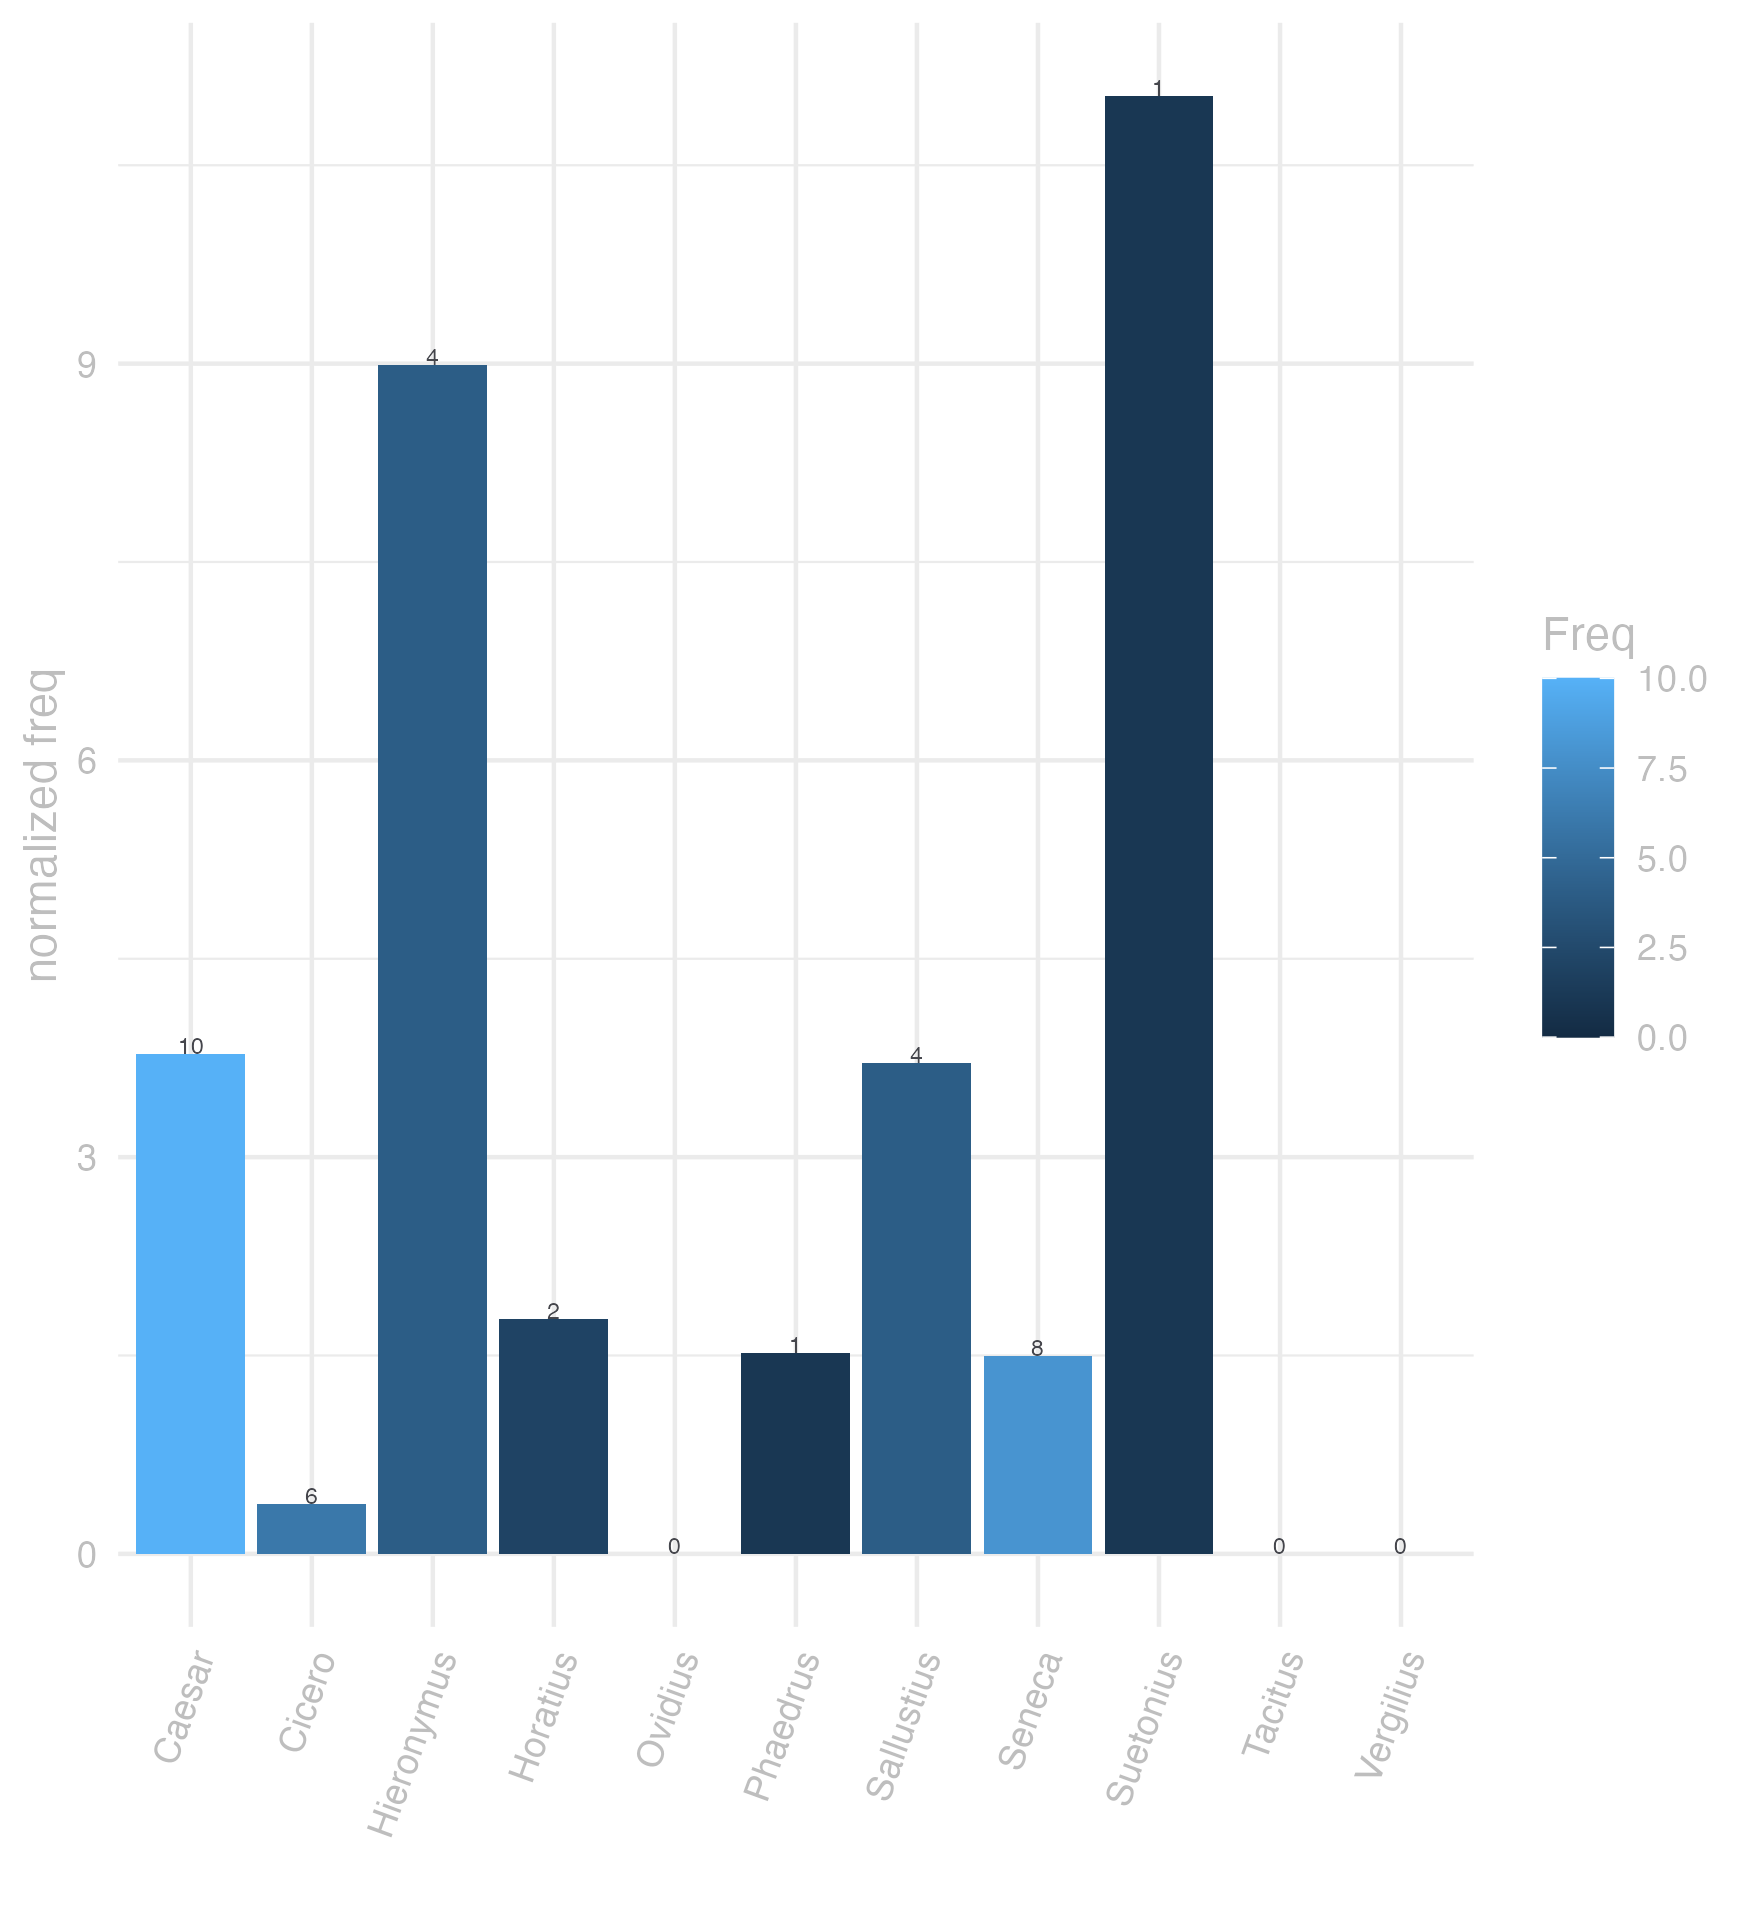 1
4
9
Freq
10.0
normalized freq
6
7.5
5.0
2.5
10
4
0.0
3
2
1
8
6
0
0
0
0
Caesar
Cicero
Hieronymus
Horatius
Ovidius
Phaedrus
Sallustius
Seneca
Suetonius
Tacitus
Vergilius